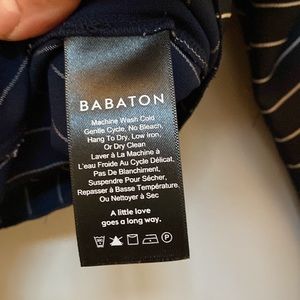 BABATON
Machine Wash Cold
Gentle Cycle, No Bleach,
Hang To Dry, Low Iron,
Or Dry Clean
Laver À La Machine à
L'eau Froide Au Cycle Délicat,
Pas De Blanchiment,
Suspendre Pour Sécher,
Repasser à Basse Température,
Ou Nettoyer à Sec
A little love
goes a long way.